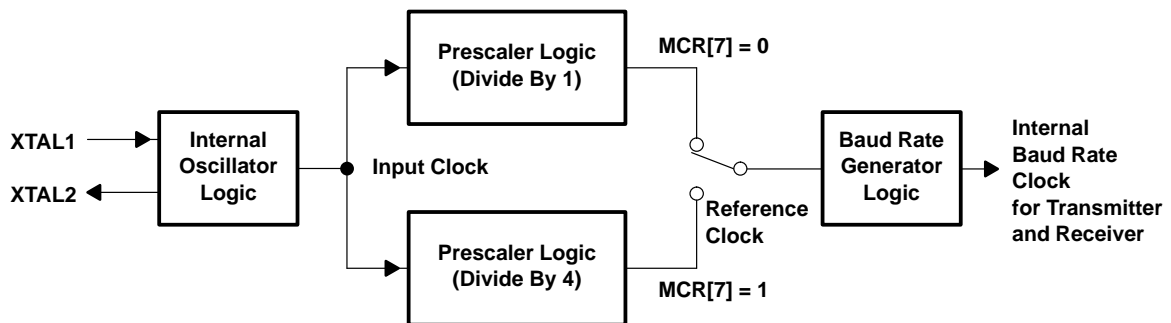 Prescaler Logic
(Divide By 1)
MCR[7] = 0
XTAL1
XTAL2
Internal
Oscillator
Logic
Input Clock
Baud Rate
Generator
Logic
Internal
Baud Rate
Clock
for Transmitter
and Receiver
Reference
Clock
Prescaler Logic
(Divide By 4)
MCR[7] = 1